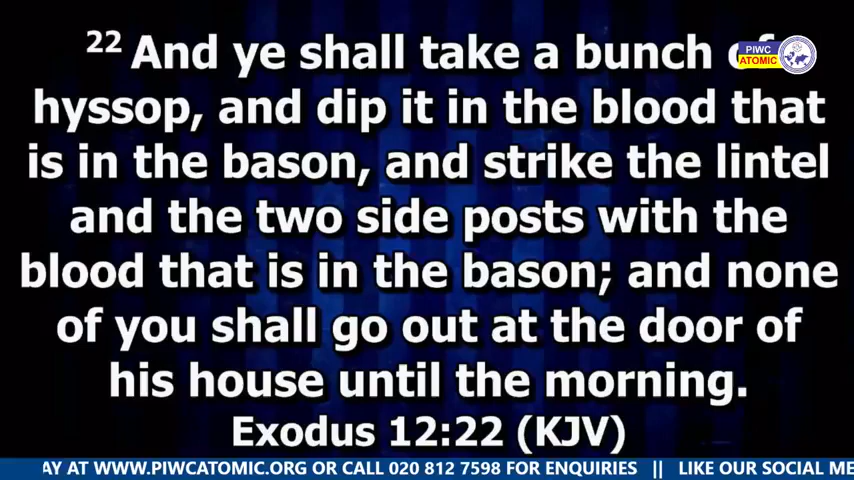 22 And ye shall take a bunch of
hyssop, and dip it in the blood that
is in the bason, and strike the lintel
and the two side posts with the
blood that is in the bason; and none
of you shall go out at the door of
his house until the morning.
Exodus 12:22 (KJV)
PIWC
ATOMIC
AY AT WWW.PIWCATOMIC.ORG OR CALL 020 812 7598 FOR ENQUIRIES || LIKE OUR SOCIAL ME